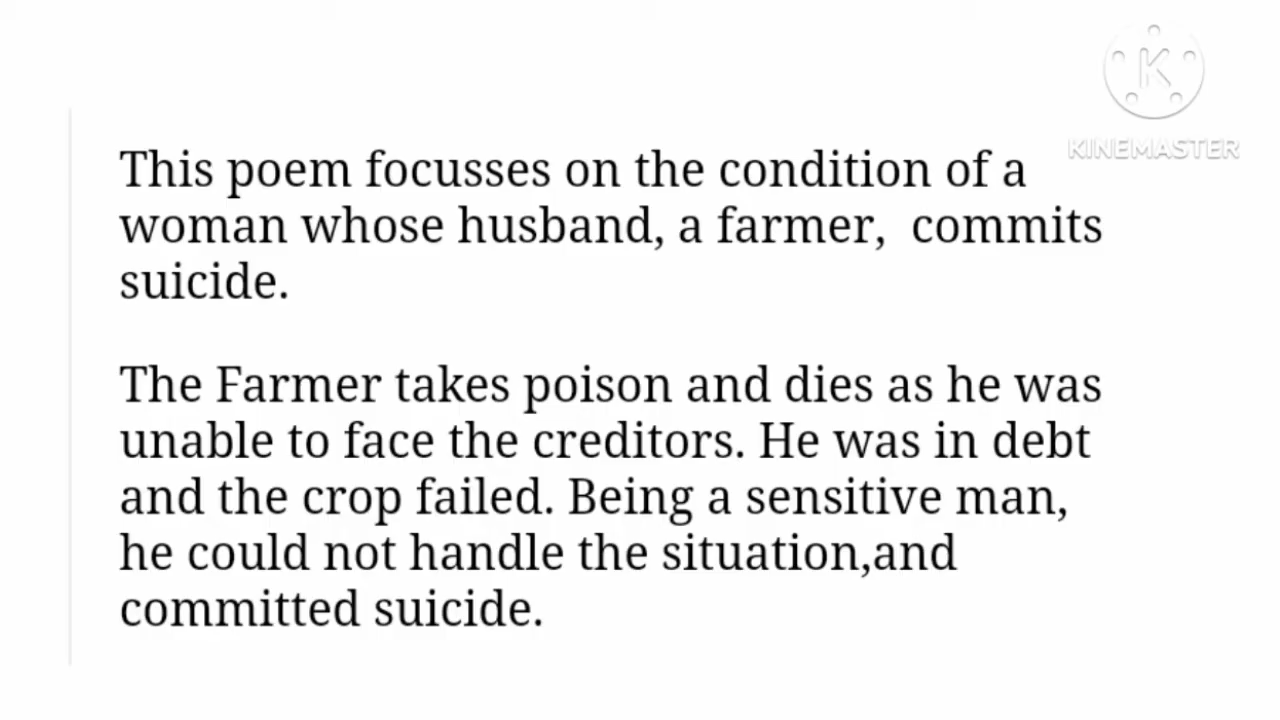 K
KINEMASTER
This poem focusses on the condition of a
woman whose husband, a farmer,  commits
suicide.
The Farmer takes poison and dies as he was
unable to face the creditors. He was in debt
and the crop failed. Being a sensitive man,
he could not handle the situation,and
committed suicide.